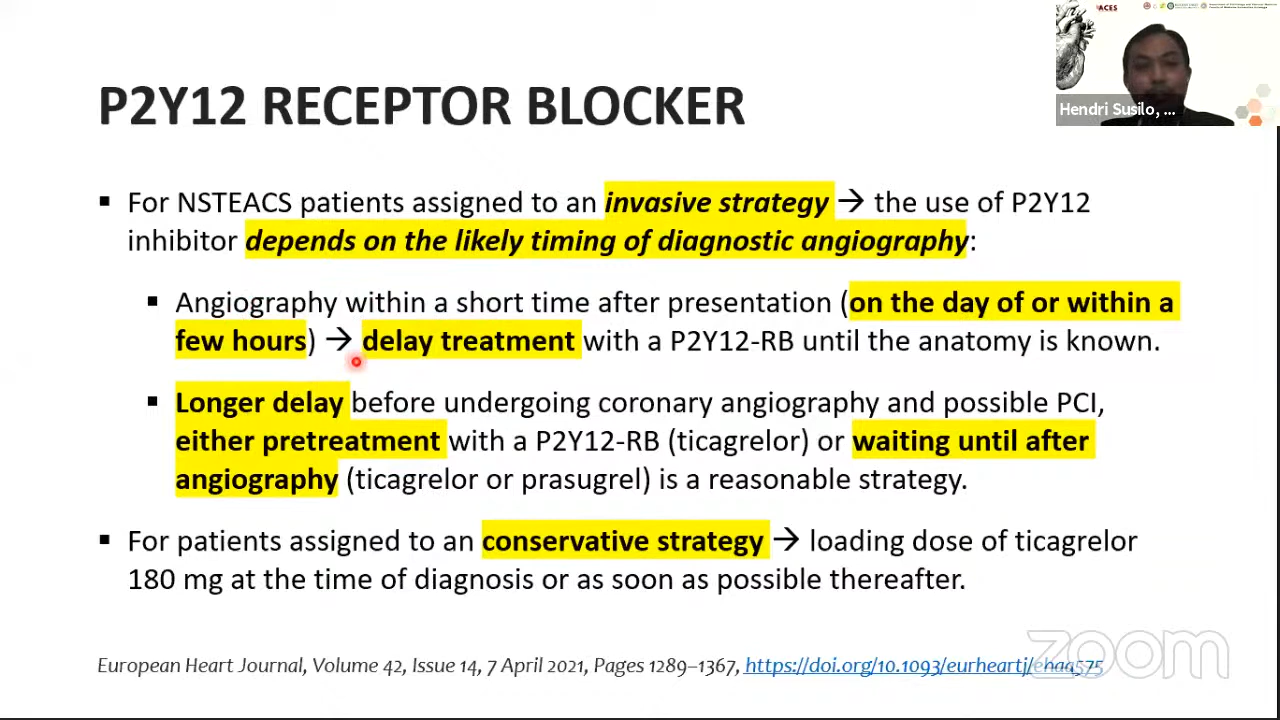 ACES
Hendri Susilo, ...
P2Y12 RECEPTOR BLOCKER
▪ For NSTEACS patients assigned to an invasive strategy → the use of P2Y12
inhibitor depends on the likely timing of diagnostic angiography:
▪ Angiography within a short time after presentation (on the day of or within a
few hours) → delay treatment with a P2Y12-RB until the anatomy is known.
▪ Longer delay before undergoing coronary angiography and possible PCI,
either pretreatment with a P2Y12-RB (ticagrelor) or waiting until after
angiography (ticagrelor or prasugrel) is a reasonable strategy.
▪ For patients assigned to an conservative strategy → loading dose of ticagrelor
180 mg at the time of diagnosis or as soon as possible thereafter.
European Heart Journal, Volume 42, Issue 14, 7 April 2021, Pages 1289–1367, https://doi.org/10.1093/eurheartj/ehaa575
zoom